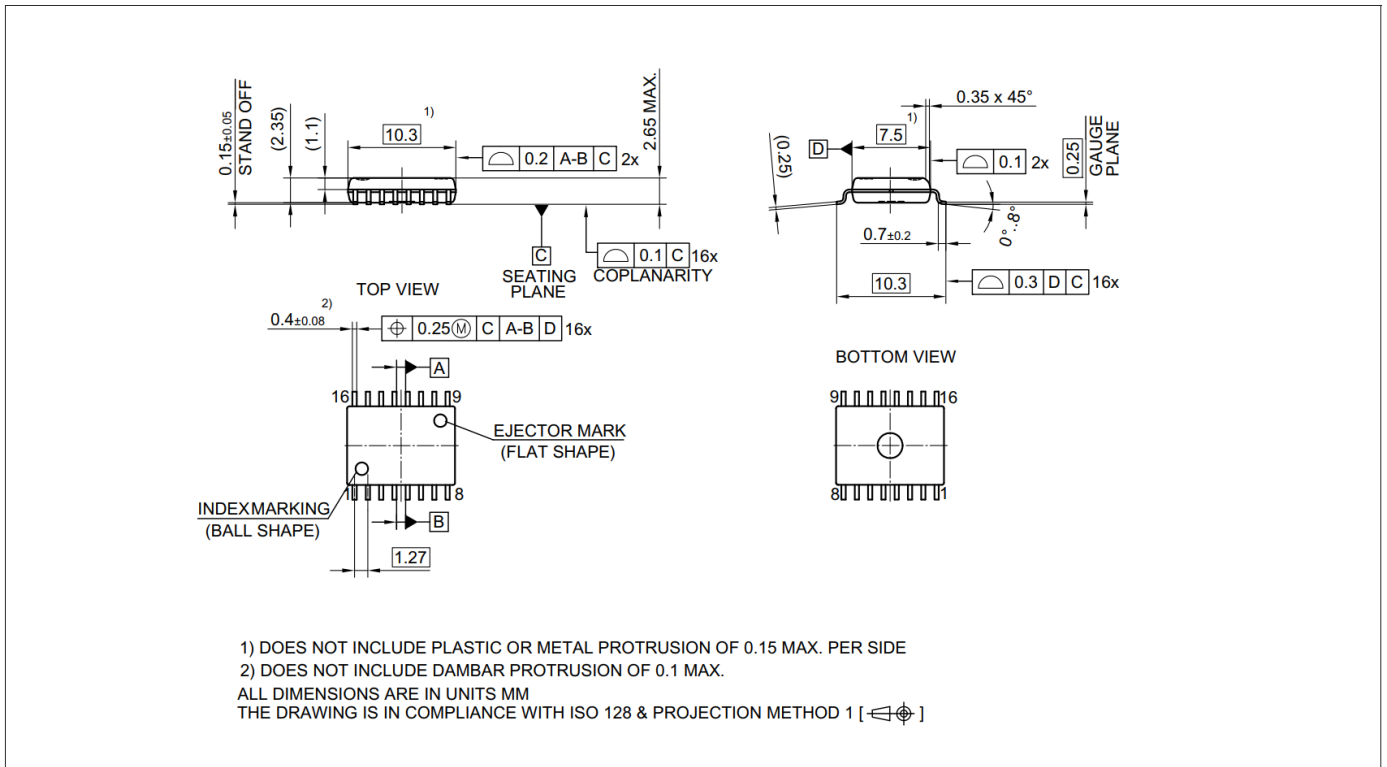 0.15±0.05
STAND OFF
(2.35)
(1.1)
10.3
1)
0.2 A-B C 2x
2.65 MAX.
C
SEATING
PLANE
0.1 C 16x
COPLANARITY
(0.25)
D
7.5
1)
0.35 x 45°
0.1 2x
0.25
GAUGE
PLANE
0°..8°
0.7±0.2
10.3
0.3 D C 16x
TOP VIEW
2)
0.4±0.08
0.25Ⓜ C A-B D 16x
A
16
9
EJECTOR MARK
(FLAT SHAPE)
1
8
INDEXMARKING
(BALL SHAPE)
B
1.27
BOTTOM VIEW
9
16
8
1
1) DOES NOT INCLUDE PLASTIC OR METAL PROTRUSION OF 0.15 MAX. PER SIDE
2) DOES NOT INCLUDE DAMBAR PROTRUSION OF 0.1 MAX.
ALL DIMENSIONS ARE IN UNITS MM
THE DRAWING IS IN COMPLIANCE WITH ISO 128 & PROJECTION METHOD 1 [ ]